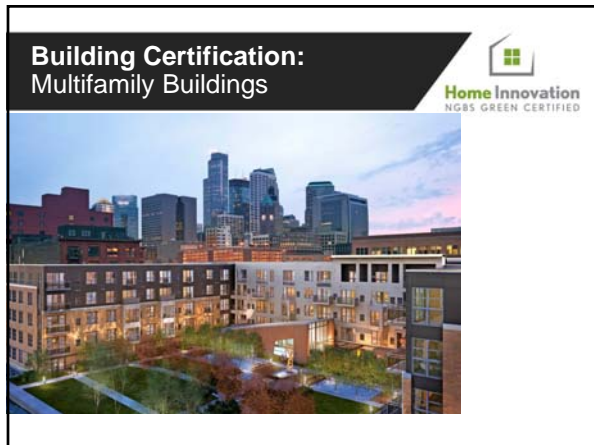 Building Certification:
Multifamily Buildings
Home Innovation
NGBS GREEN CERTIFIED